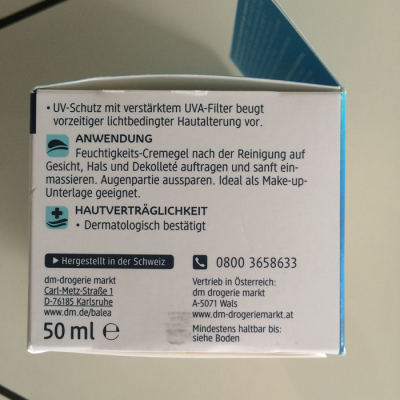 • UV-Schutz mit verstärktem UVA-Filter beugt
vorzeitiger lichtbedingter Hautalterung vor.
ANWENDUNG
Feuchtigkeits-Cremegel nach der Reinigung auf
Gesicht, Hals und Dekolleté auftragen und sanft ein-
massieren. Augenpartie aussparen. Ideal als Make-up-
Unterlage geeignet.
HAUTVERTRÄGLICHKEIT
• Dermatologisch bestätigt
Hergestellt in der Schweiz
0800 3658633
dm-drogerie markt
Carl-Metz-Straße 1
D-76185 Karlsruhe
www.dm.de/balea
50 ml ℮
Vertrieb in Österreich:
dm drogerie markt
A-5071 Wals
www.dm-drogeriemarkt.at
Mindestens haltbar bis:
siehe Boden